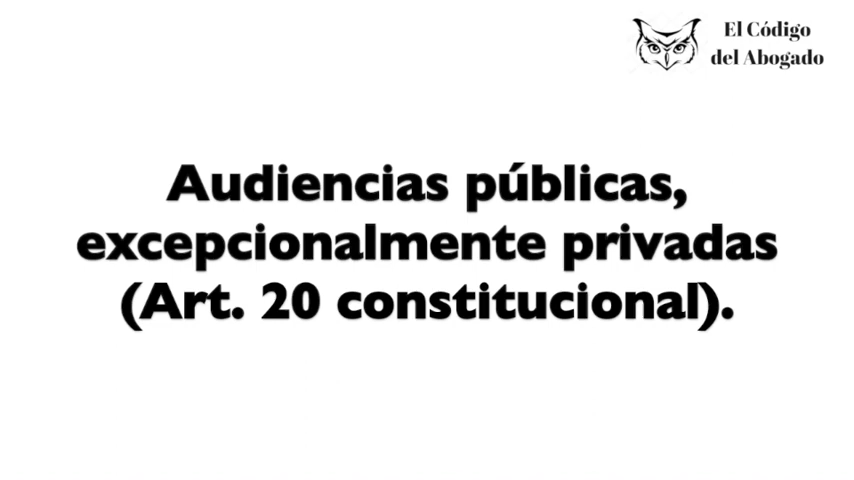 El Código
del Abogado
Audiencias públicas,
excepcionalmente privadas
(Art. 20 constitucional).